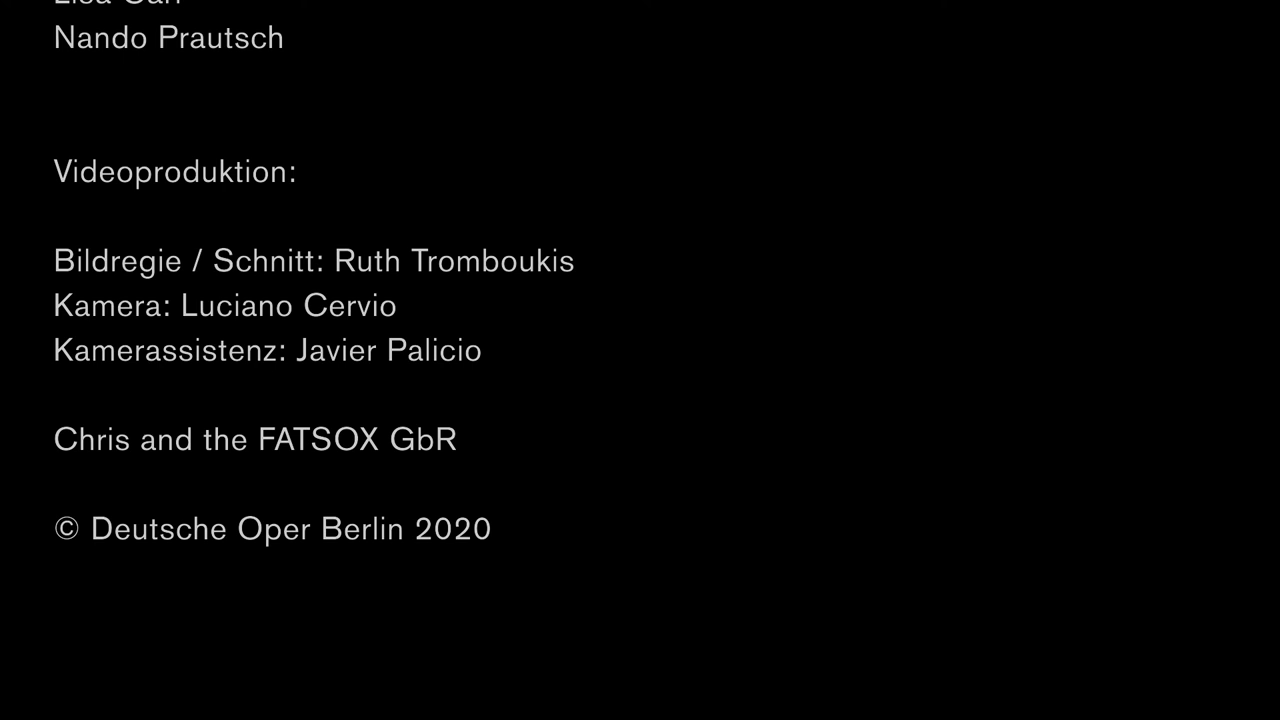 Nando Prautsch
Videoproduktion:
Bildregie / Schnitt: Ruth Tromboukis
Kamera: Luciano Cervio
Kamerassistenz: Javier Palicio
Chris and the FATSOX GbR
© Deutsche Oper Berlin 2020